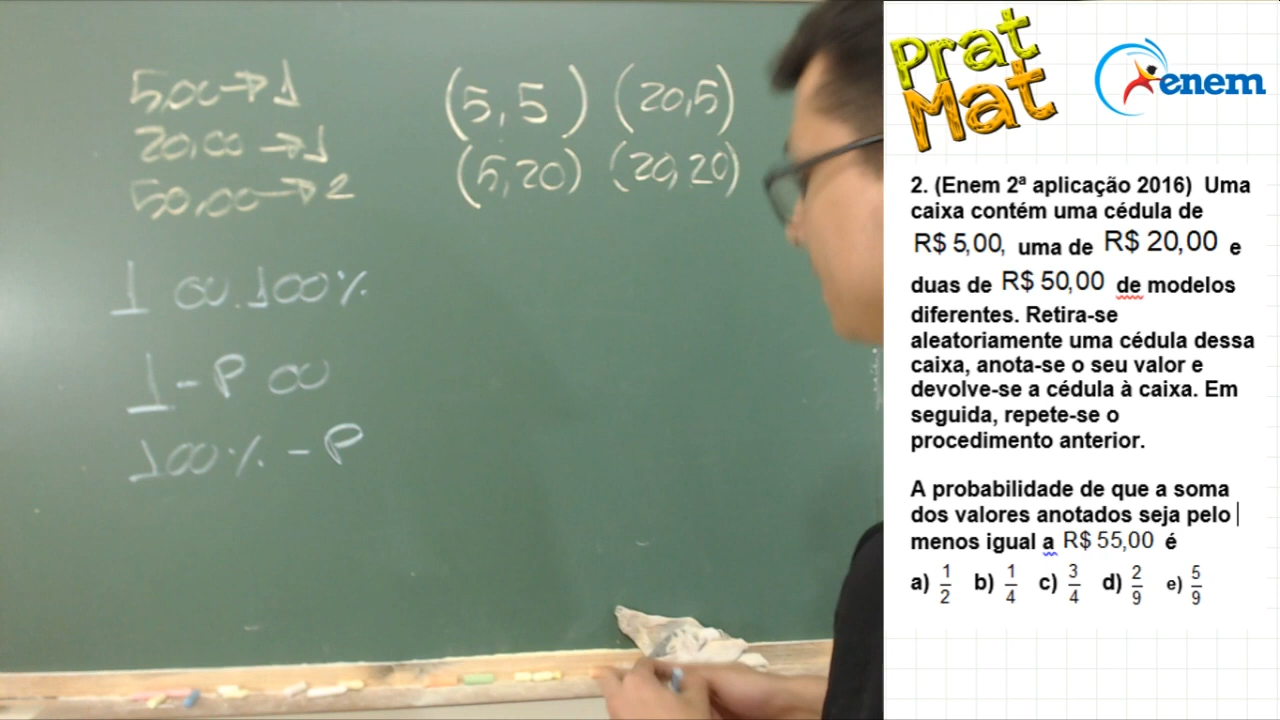 5,00 → 1
20,00 → 1
50,00 → 2
1 ou 100%
1 - P ou
100% - P
(5,5) (20,5)
(5,20) (20,20)
Prat
Mat
enem
2. (Enem 2ª aplicação 2016) Uma
caixa contém uma cédula de
R$ 5,00, uma de R$ 20,00 e
duas de R$ 50,00 de modelos
diferentes. Retira-se
aleatoriamente uma cédula dessa
caixa, anota-se o seu valor e
devolve-se a cédula à caixa. Em
seguida, repete-se o
procedimento anterior.
A probabilidade de que a soma
dos valores anotados seja pelo
menos igual a R$ 55,00 é
a) 1/2 b) 1/4 c) 3/4 d) 2/9 e) 5/9